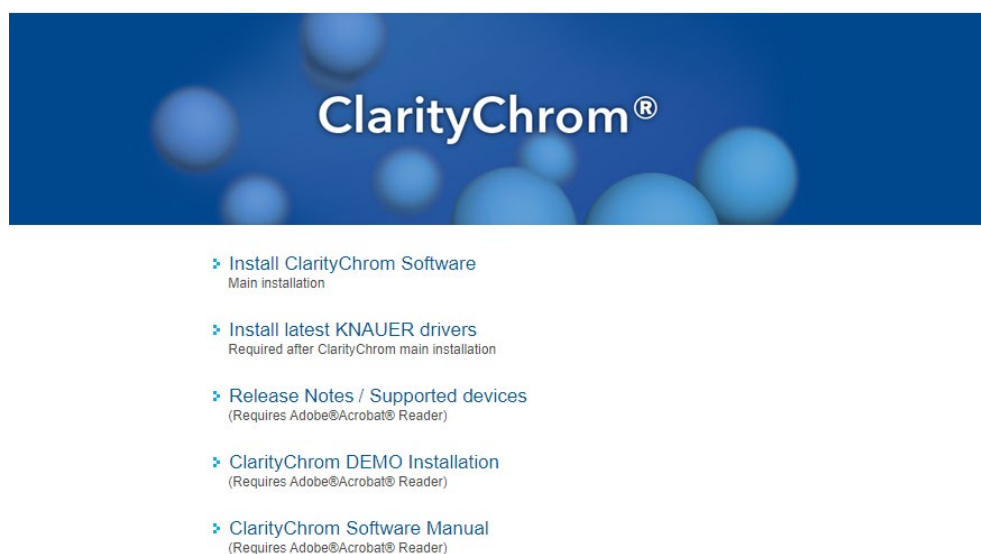 ClarityChrom®
Install ClarityChrom Software
Main installation
Install latest KNAUER drivers
Required after ClarityChrom main installation
Release Notes / Supported devices
(Requires Adobe®Acrobat® Reader)
ClarityChrom DEMO Installation
(Requires Adobe®Acrobat® Reader)
ClarityChrom Software Manual
(Requires Adobe®Acrobat® Reader)